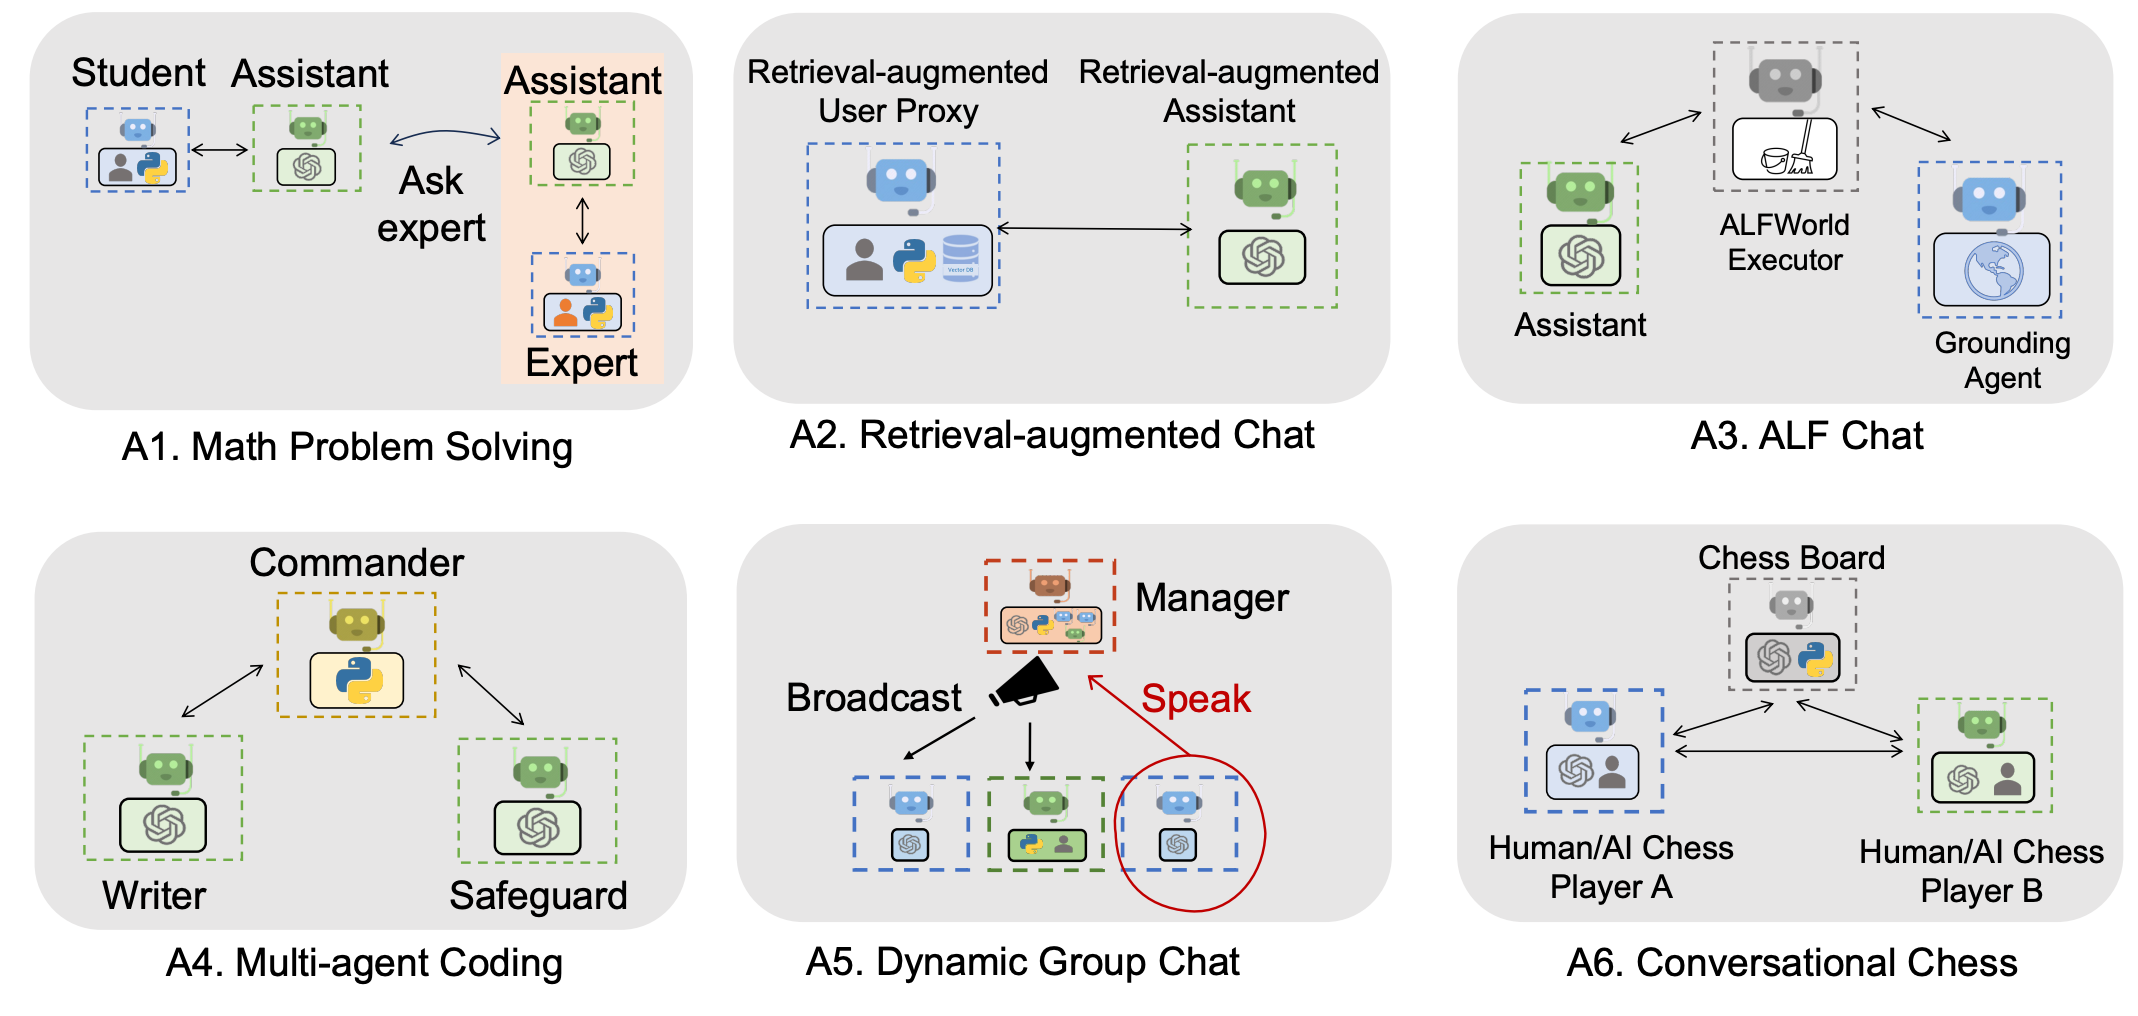 Student
Assistant
Assistant
Ask
expert
Expert
A1. Math Problem Solving
Retrieval-augmented
User Proxy
Retrieval-augmented
Assistant
Vector DB
A2. Retrieval-augmented Chat
ALFWorld
Executor
Assistant
Grounding
Agent
A3. ALF Chat
Commander
Writer
Safeguard
A4. Multi-agent Coding
Manager
Broadcast
Speak
A5. Dynamic Group Chat
Chess Board
Human/AI Chess
Player A
Human/AI Chess
Player B
A6. Conversational Chess